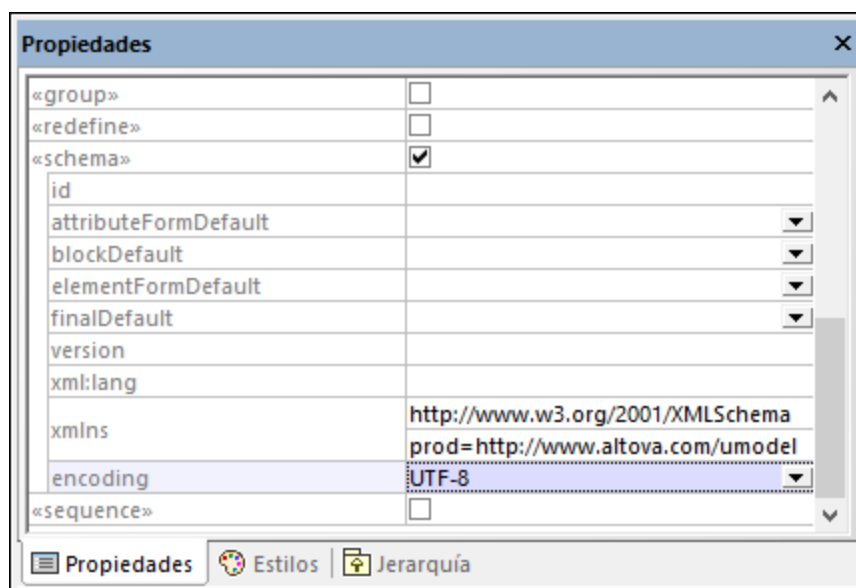 Propiedades
«group»
«redefine»
«schema»
id
attributeFormDefault
blockDefault
elementFormDefault
finalDefault
version
xml:lang
xmlns
http://www.w3.org/2001/XMLSchema
prod=http://www.altova.com/umodel
encoding UTF-8
«sequence»
Propiedades Estilos Jerarquía